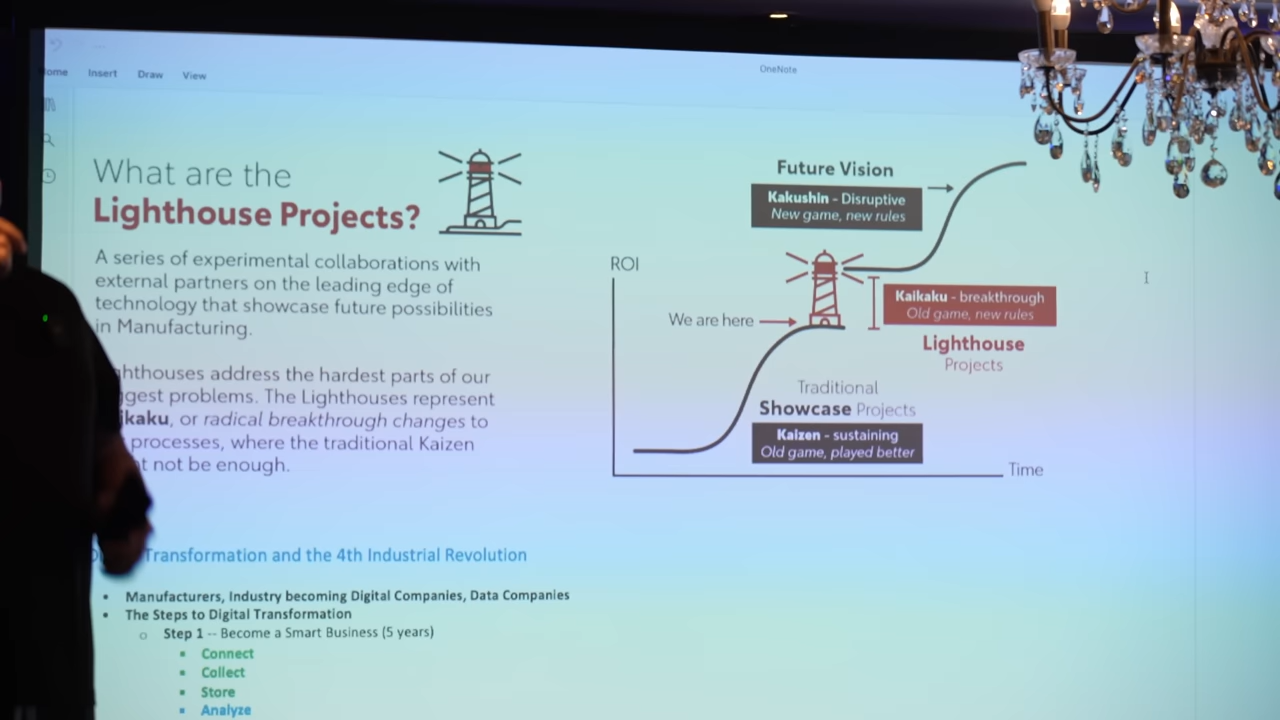 Home Insert Draw View
OneNote
What are the
Lighthouse Projects?
A series of experimental collaborations with
external partners on the leading edge of
technology that showcase future possibilities
in Manufacturing.
ghthouses address the hardest parts of our
ggest problems. The Lighthouses represent
ikaku, or radical breakthrough changes to
processes, where the traditional Kaizen
t not be enough.
Future Vision
Kakushin - Disruptive
New game, new rules
ROI
We are here
Kaikaku - breakthrough
Old game, new rules
Lighthouse
Projects
Traditional
Showcase Projects
Kaizen - sustaining
Old game, played better
Time
Transformation and the 4th Industrial Revolution
• Manufacturers, Industry becoming Digital Companies, Data Companies
• The Steps to Digital Transformation
o Step 1 -- Become a Smart Business (5 years)
▪ Connect
▪ Collect
▪ Store
▪ Analyze